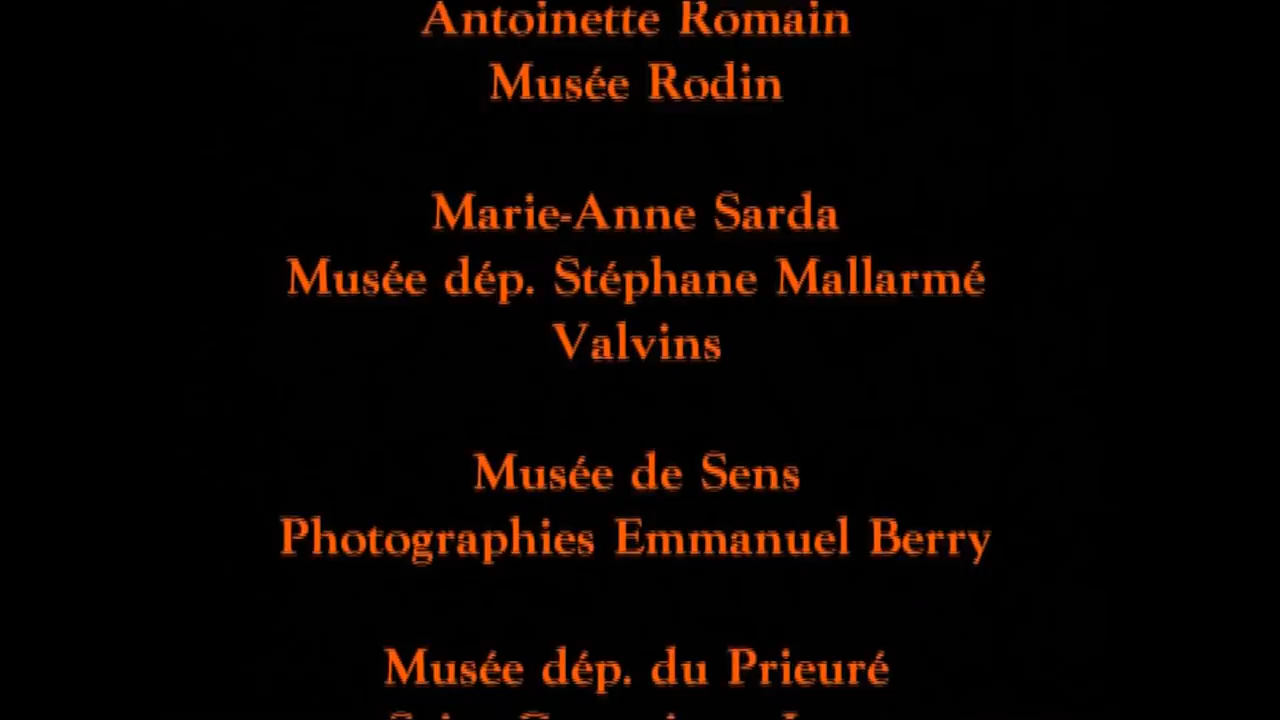 Antoinette Romain
Musée Rodin
Marie-Anne Sarda
Musée dép. Stéphane Mallarmé
Valvins
Musée de Sens
Photographies Emmanuel Berry
Musée dép. du Prieuré